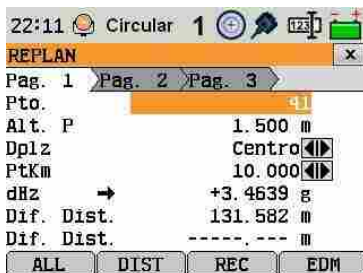 22:11 Circular 1 123
REPLAN x
Pag. 1 Pag. 2 Pag. 3
Pto. 41
Alt. P 1.500 m
Dplz Centro
PtKm 10.000
dHz → +3.4639 g
Dif. Dist. 131.582 m
Dif. Dist. -----.--- m
ALL DIST REC EDM